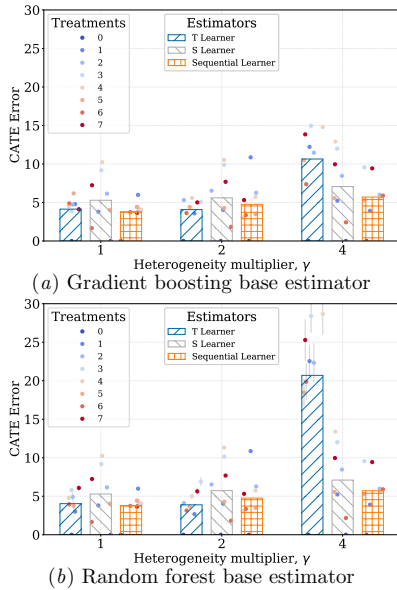 30
25
20
15
10
5
0
CATE Error
Treatments
0
1
2
3
4
5
6
7
Estimators
T Learner
S Learner
Sequential Learner
1
2
4
Heterogeneity multiplier, γ
(a) Gradient boosting base estimator
30
25
20
15
10
5
0
CATE Error
Treatments
0
1
2
3
4
5
6
7
Estimators
T Learner
S Learner
Sequential Learner
1
2
4
Heterogeneity multiplier, γ
(b) Random forest base estimator